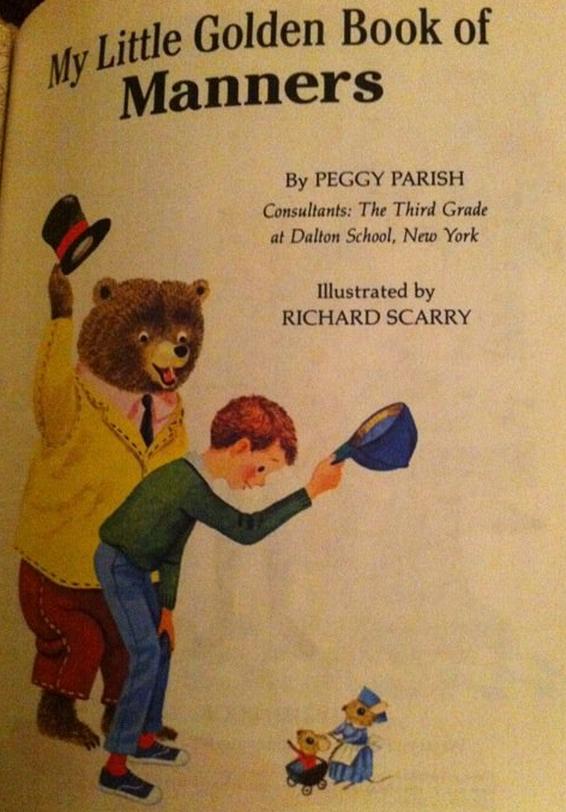 My Little Golden Book of
Manners
By PEGGY PARISH
Consultants: The Third Grade
at Dalton School, New York
Illustrated by
RICHARD SCARRY